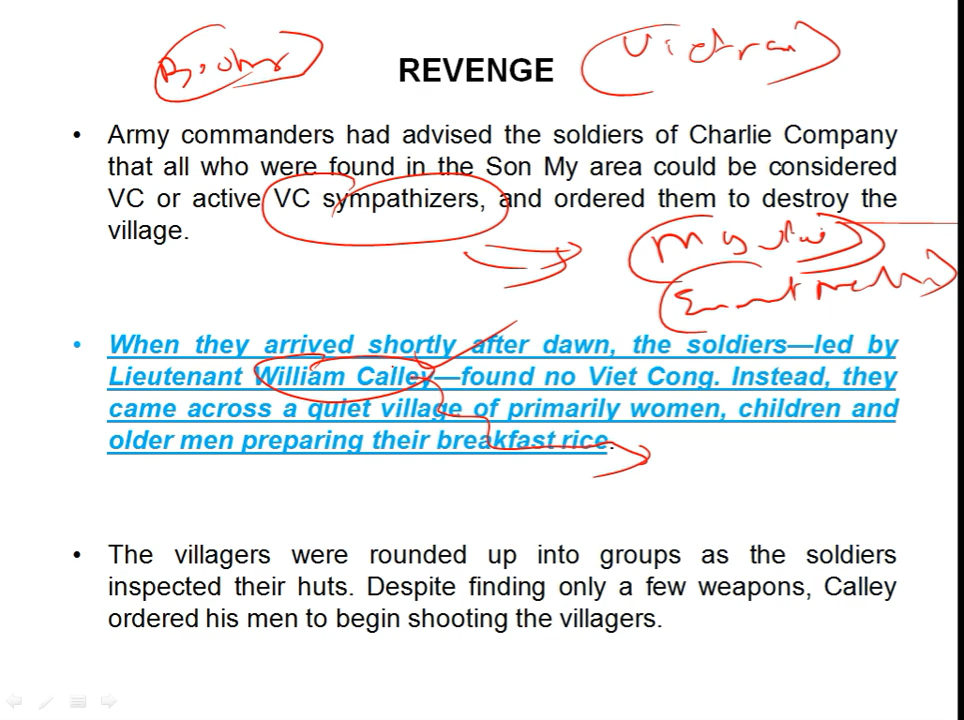 REVENGE
• Army commanders had advised the soldiers of Charlie Company
that all who were found in the Son My area could be considered
VC or active VC sympathizers, and ordered them to destroy the
village.
• When they arrived shortly after dawn, the soldiers—led by
Lieutenant William Calley—found no Viet Cong. Instead, they
came across a quiet village of primarily women, children and
older men preparing their breakfast rice.
• The villagers were rounded up into groups as the soldiers
inspected their huts. Despite finding only a few weapons, Calley
ordered his men to begin shooting the villagers.